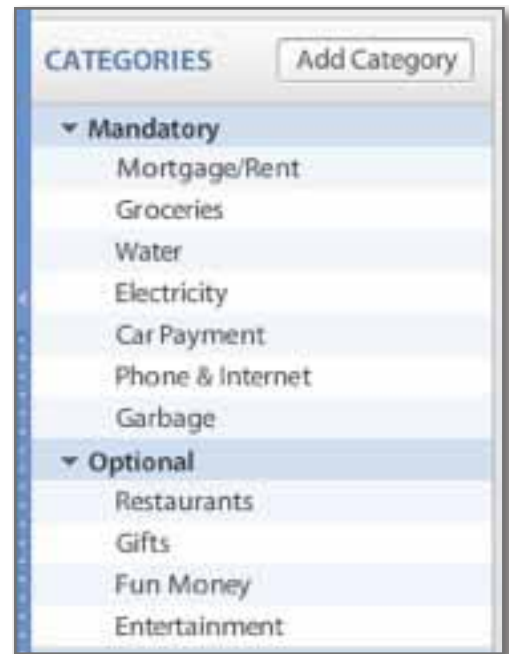 CATEGORIES Add Category
Mandatory
Mortgage/Rent
Groceries
Water
Electricity
Car Payment
Phone & Internet
Garbage
Optional
Restaurants
Gifts
Fun Money
Entertainment